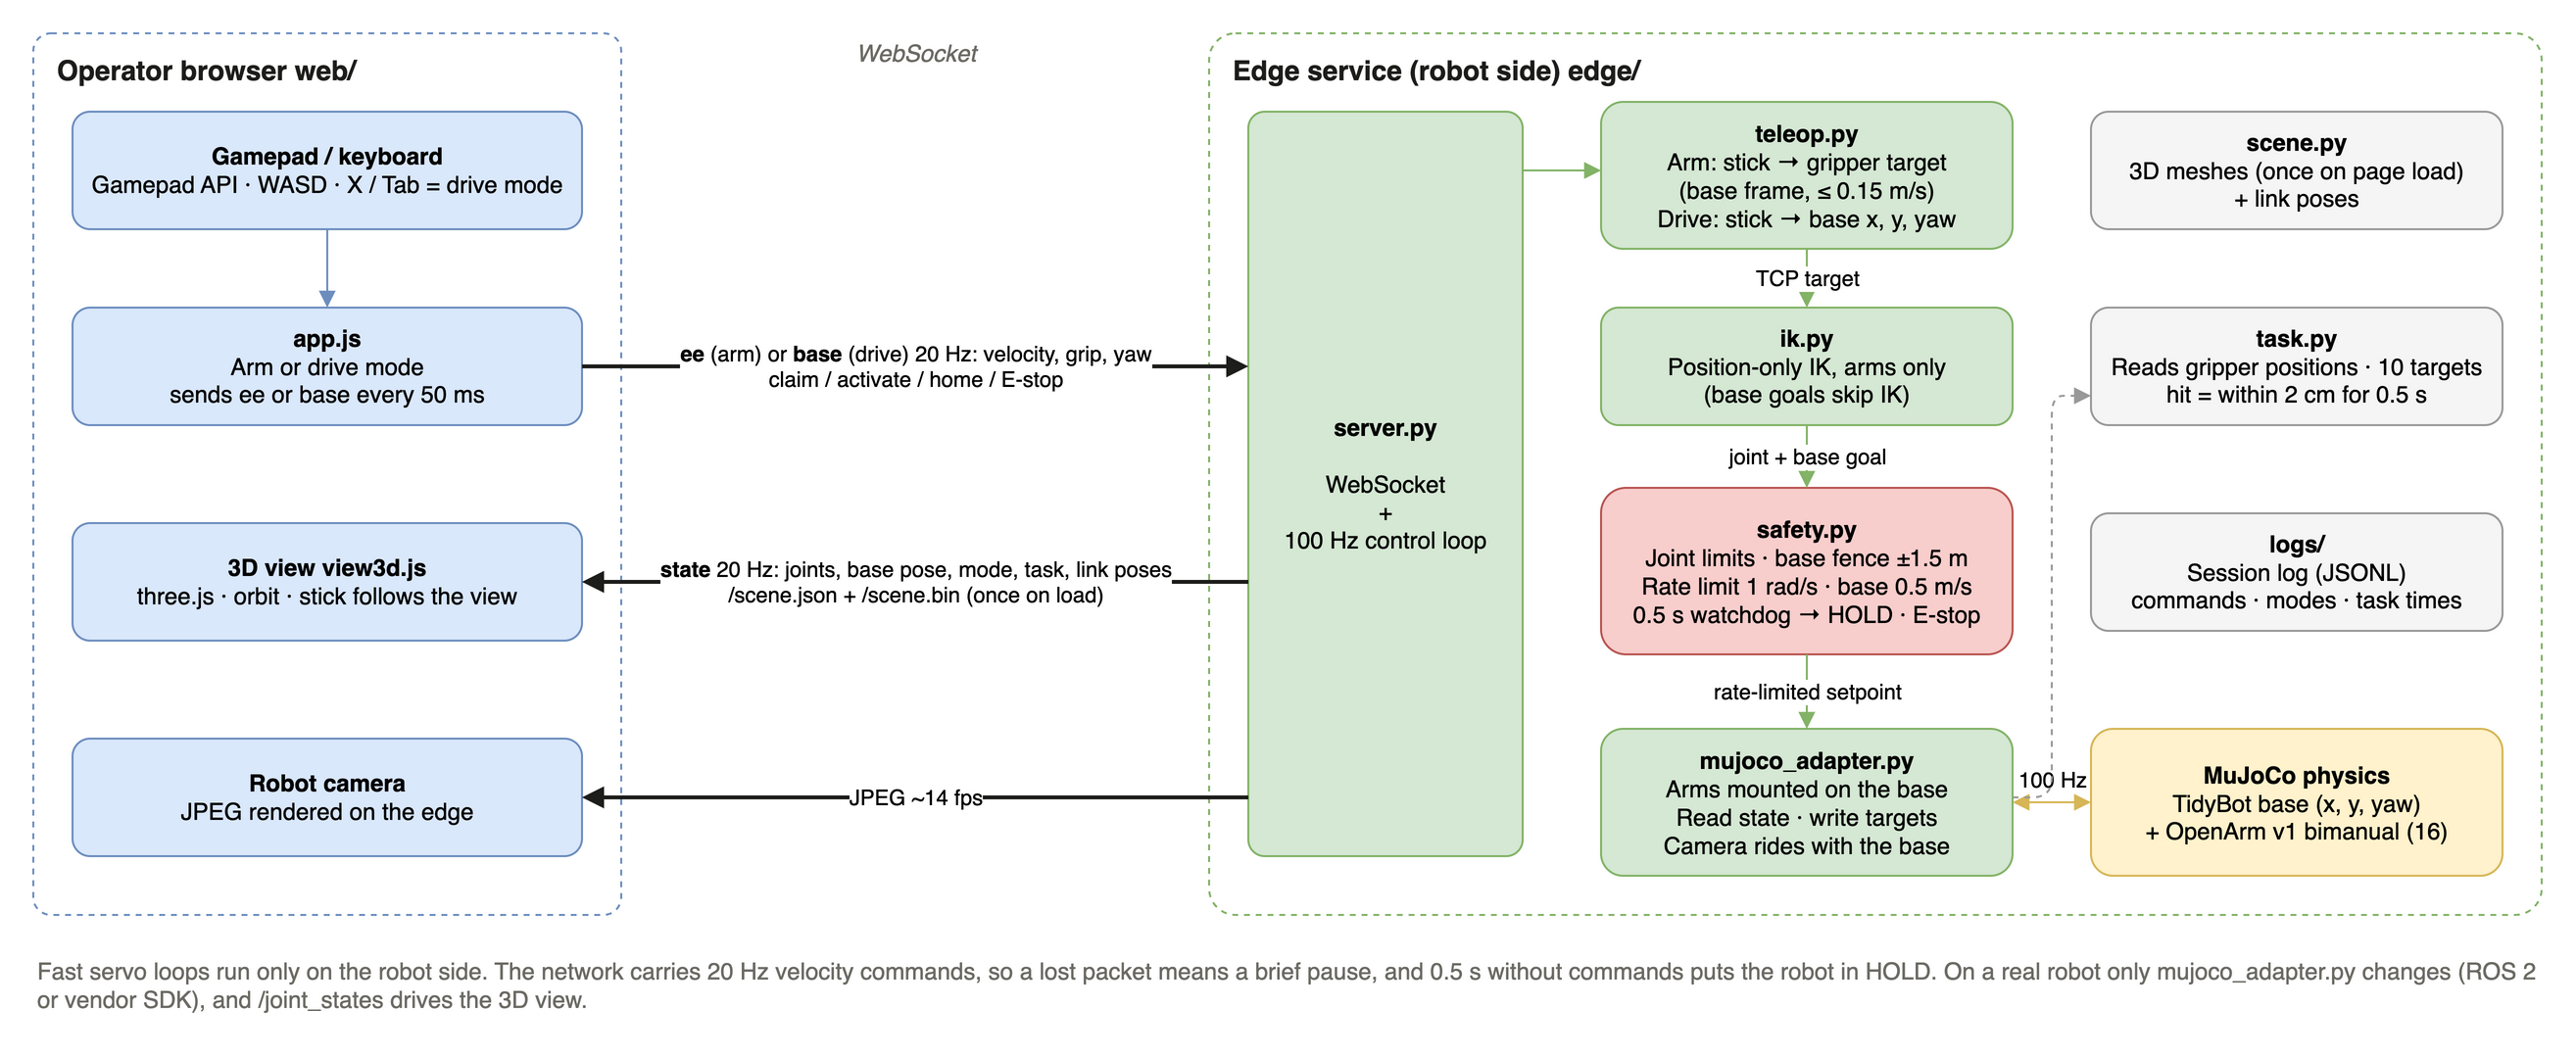 WebSocket
Operator browser web/
Gamepad / keyboard
Gamepad API · WASD · X / Tab = drive mode
app.js
Arm or drive mode
sends ee or base every 50 ms
3D view view3d.js
three.js · orbit · stick follows the view
Robot camera
JPEG rendered on the edge
ee (arm) or base (drive) 20 Hz: velocity, grip, yaw
claim / activate / home / E-stop
state 20 Hz: joints, base pose, mode, task, link poses
/scene.json + /scene.bin (once on load)
JPEG ~14 fps
Edge service (robot side) edge/
server.py
WebSocket
+
100 Hz control loop
teleop.py
Arm: stick → gripper target
(base frame, ≤ 0.15 m/s)
Drive: stick → base x, y, yaw
TCP target
ik.py
Position-only IK, arms only
(base goals skip IK)
joint + base goal
safety.py
Joint limits · base fence ±1.5 m
Rate limit 1 rad/s · base 0.5 m/s
0.5 s watchdog → HOLD · E-stop
rate-limited setpoint
mujoco_adapter.py
Arms mounted on the base
Read state · write targets
Camera rides with the base
100 Hz
scene.py
3D meshes (once on page load)
+ link poses
task.py
Reads gripper positions · 10 targets
hit = within 2 cm for 0.5 s
logs/
Session log (JSONL)
commands · modes · task times
MuJoCo physics
TidyBot base (x, y, yaw)
+ OpenArm v1 bimanual (16)
Fast servo loops run only on the robot side. The network carries 20 Hz velocity commands, so a lost packet means a brief pause, and 0.5 s without commands puts the robot in HOLD. On a real robot only mujoco_adapter.py changes (ROS 2
or vendor SDK), and /joint_states drives the 3D view.